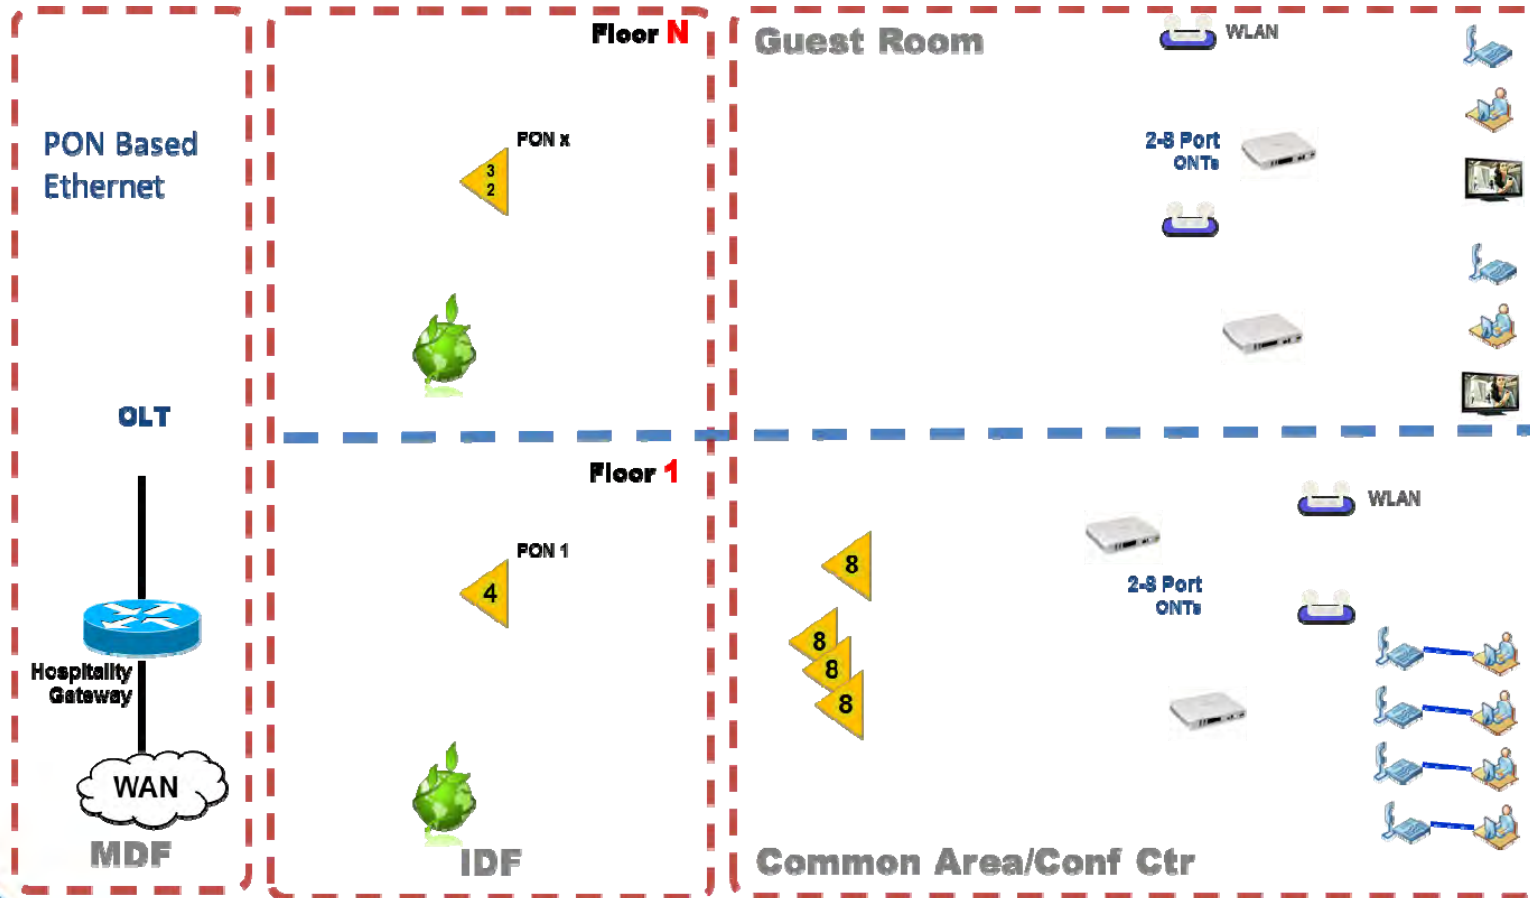 PON Based
Ethernet
OLT
Hospitality
Gateway
WAN
MDF
Floor N
PON x
3
2
Floor 1
PON 1
4
IDF
Guest Room
WLAN
2-8 Port
ONTs
WLAN
8
2-8 Port
ONTs
8
8
8
Common Area/Conf Ctr